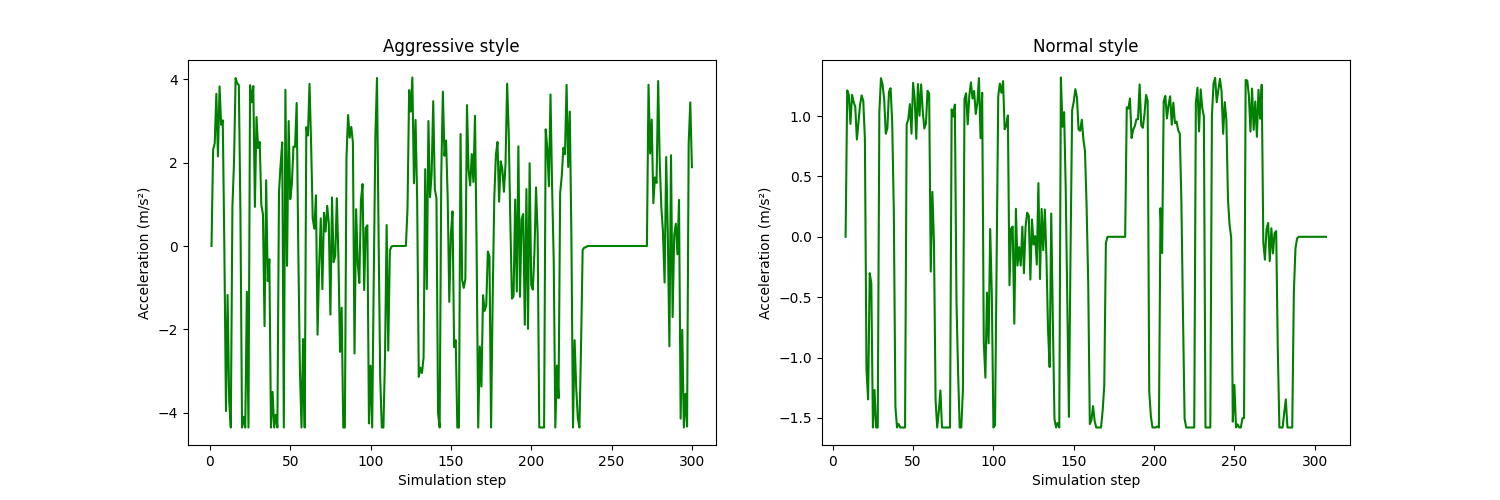 Aggressive style
Acceleration (m/s²)
4
2
0
−2
−4
0 50 100 150 200 250 300
Simulation step
Normal style
Acceleration (m/s²)
1.0
0.5
0.0
−0.5
−1.0
−1.5
0 50 100 150 200 250 300
Simulation step